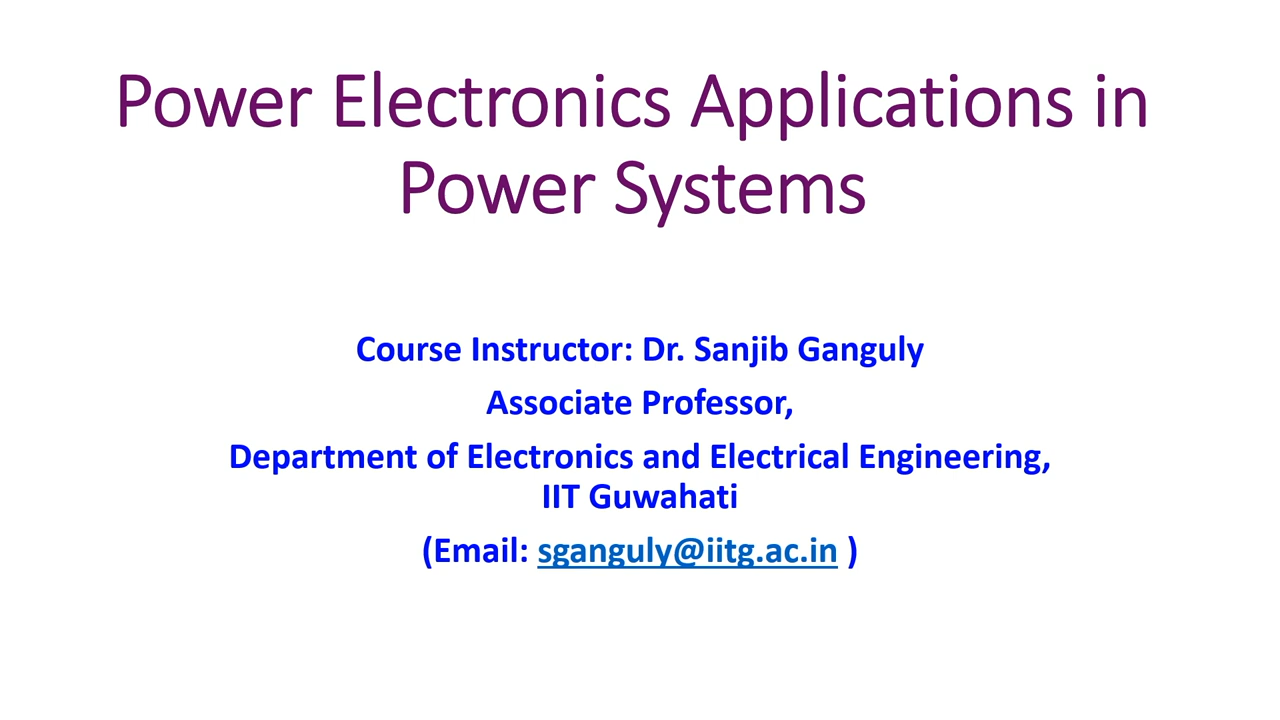 Power Electronics Applications in
Power Systems
Course Instructor: Dr. Sanjib Ganguly
Associate Professor,
Department of Electronics and Electrical Engineering,
IIT Guwahati
(Email: sganguly@iitg.ac.in )